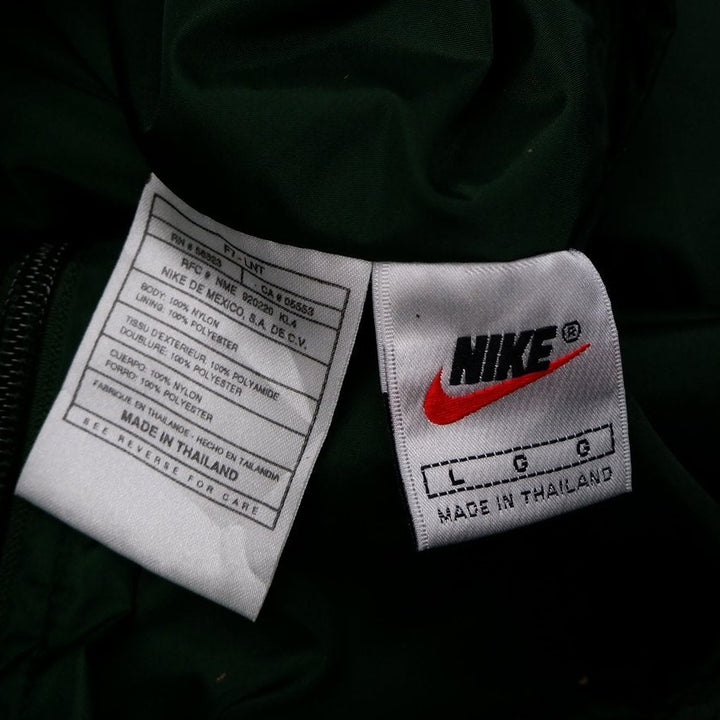 F7 - LNT
RN # 56323 CA # 05553
RFC # NME 920220 KL4
NIKE DE MEXICO, S.A. DE C.V.
BODY: 100% NYLON
LINING: 100% POLYESTER
TISSU D'EXTERIEUR, 100% POLYAMIDE
DOUBLURE: 100% POLYESTER
CUERPO: 100% NYLON
FORRO: 100% POLYESTER
FABRIQUE EN THAILANDE - HECHO EN TAILANDIA
MADE IN THAILAND
SEE REVERSE FOR CARE
NIKE®
L G G
MADE IN THAILAND